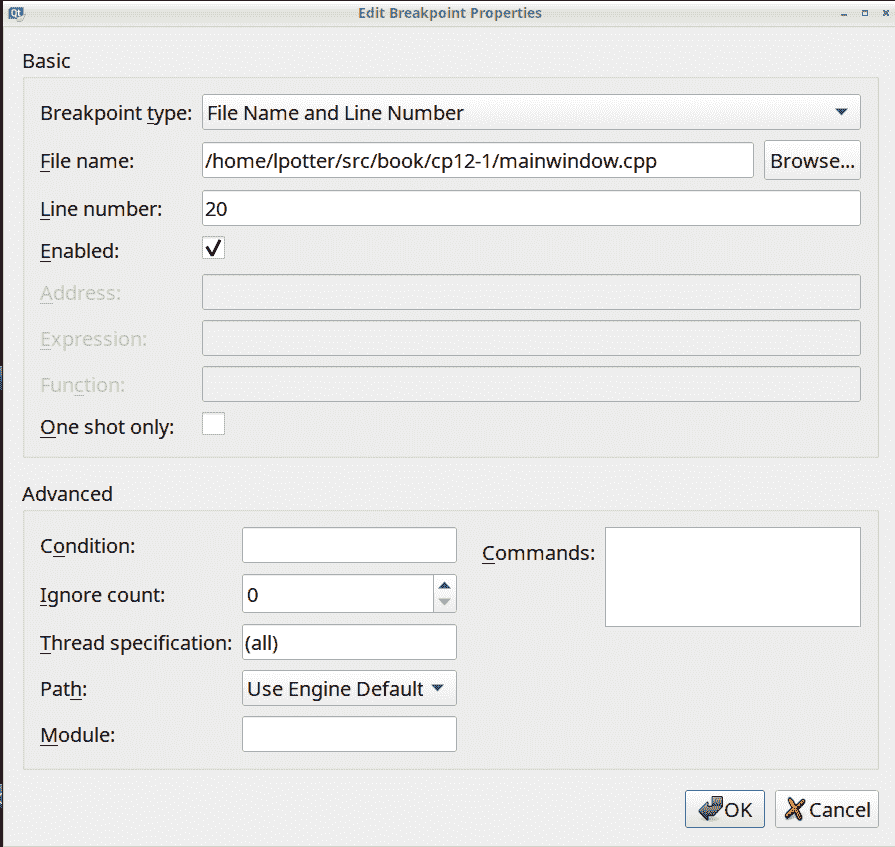 Qt Edit Breakpoint Properties
Basic
Breakpoint type: File Name and Line Number
File name: /home/lpotter/src/book/cp12-1/mainwindow.cpp Browse...
Line number: 20
Enabled:
Address:
Expression:
Function:
One shot only:
Advanced
Condition: Commands:
Ignore count: 0
Thread specification: (all)
Path: Use Engine Default
Module:
OK Cancel